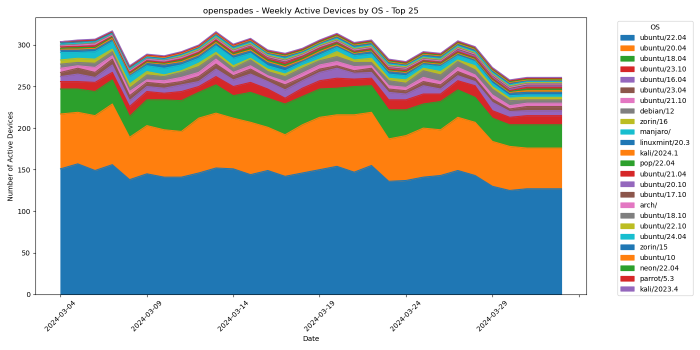 openspades - Weekly Active Devices by OS - Top 25
Number of Active Devices
300
250
200
150
100
50
0
2024-03-04
2024-03-09
2024-03-14
2024-03-19
2024-03-24
2024-03-29
Date
OS
ubuntu/22.04
ubuntu/20.04
ubuntu/18.04
ubuntu/23.10
ubuntu/16.04
ubuntu/23.04
ubuntu/21.10
debian/12
zorin/16
manjaro/
linuxmint/20.3
kali/2024.1
pop/22.04
ubuntu/21.04
ubuntu/20.10
ubuntu/17.10
arch/
ubuntu/18.10
ubuntu/22.10
ubuntu/24.04
zorin/15
ubuntu/10
neon/22.04
parrot/5.3
kali/2023.4